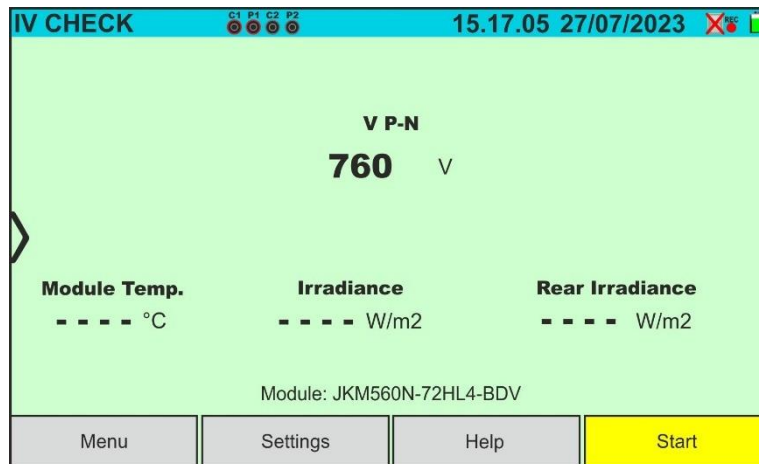 IV CHECK C1 P1 C2 P2 15.17.05 27/07/2023 REC
V P-N
760 V
Module Temp. Irradiance Rear Irradiance
- - - - °C - - - - W/m2 - - - - W/m2
Module: JKM560N-72HL4-BDV
Menu Settings Help Start